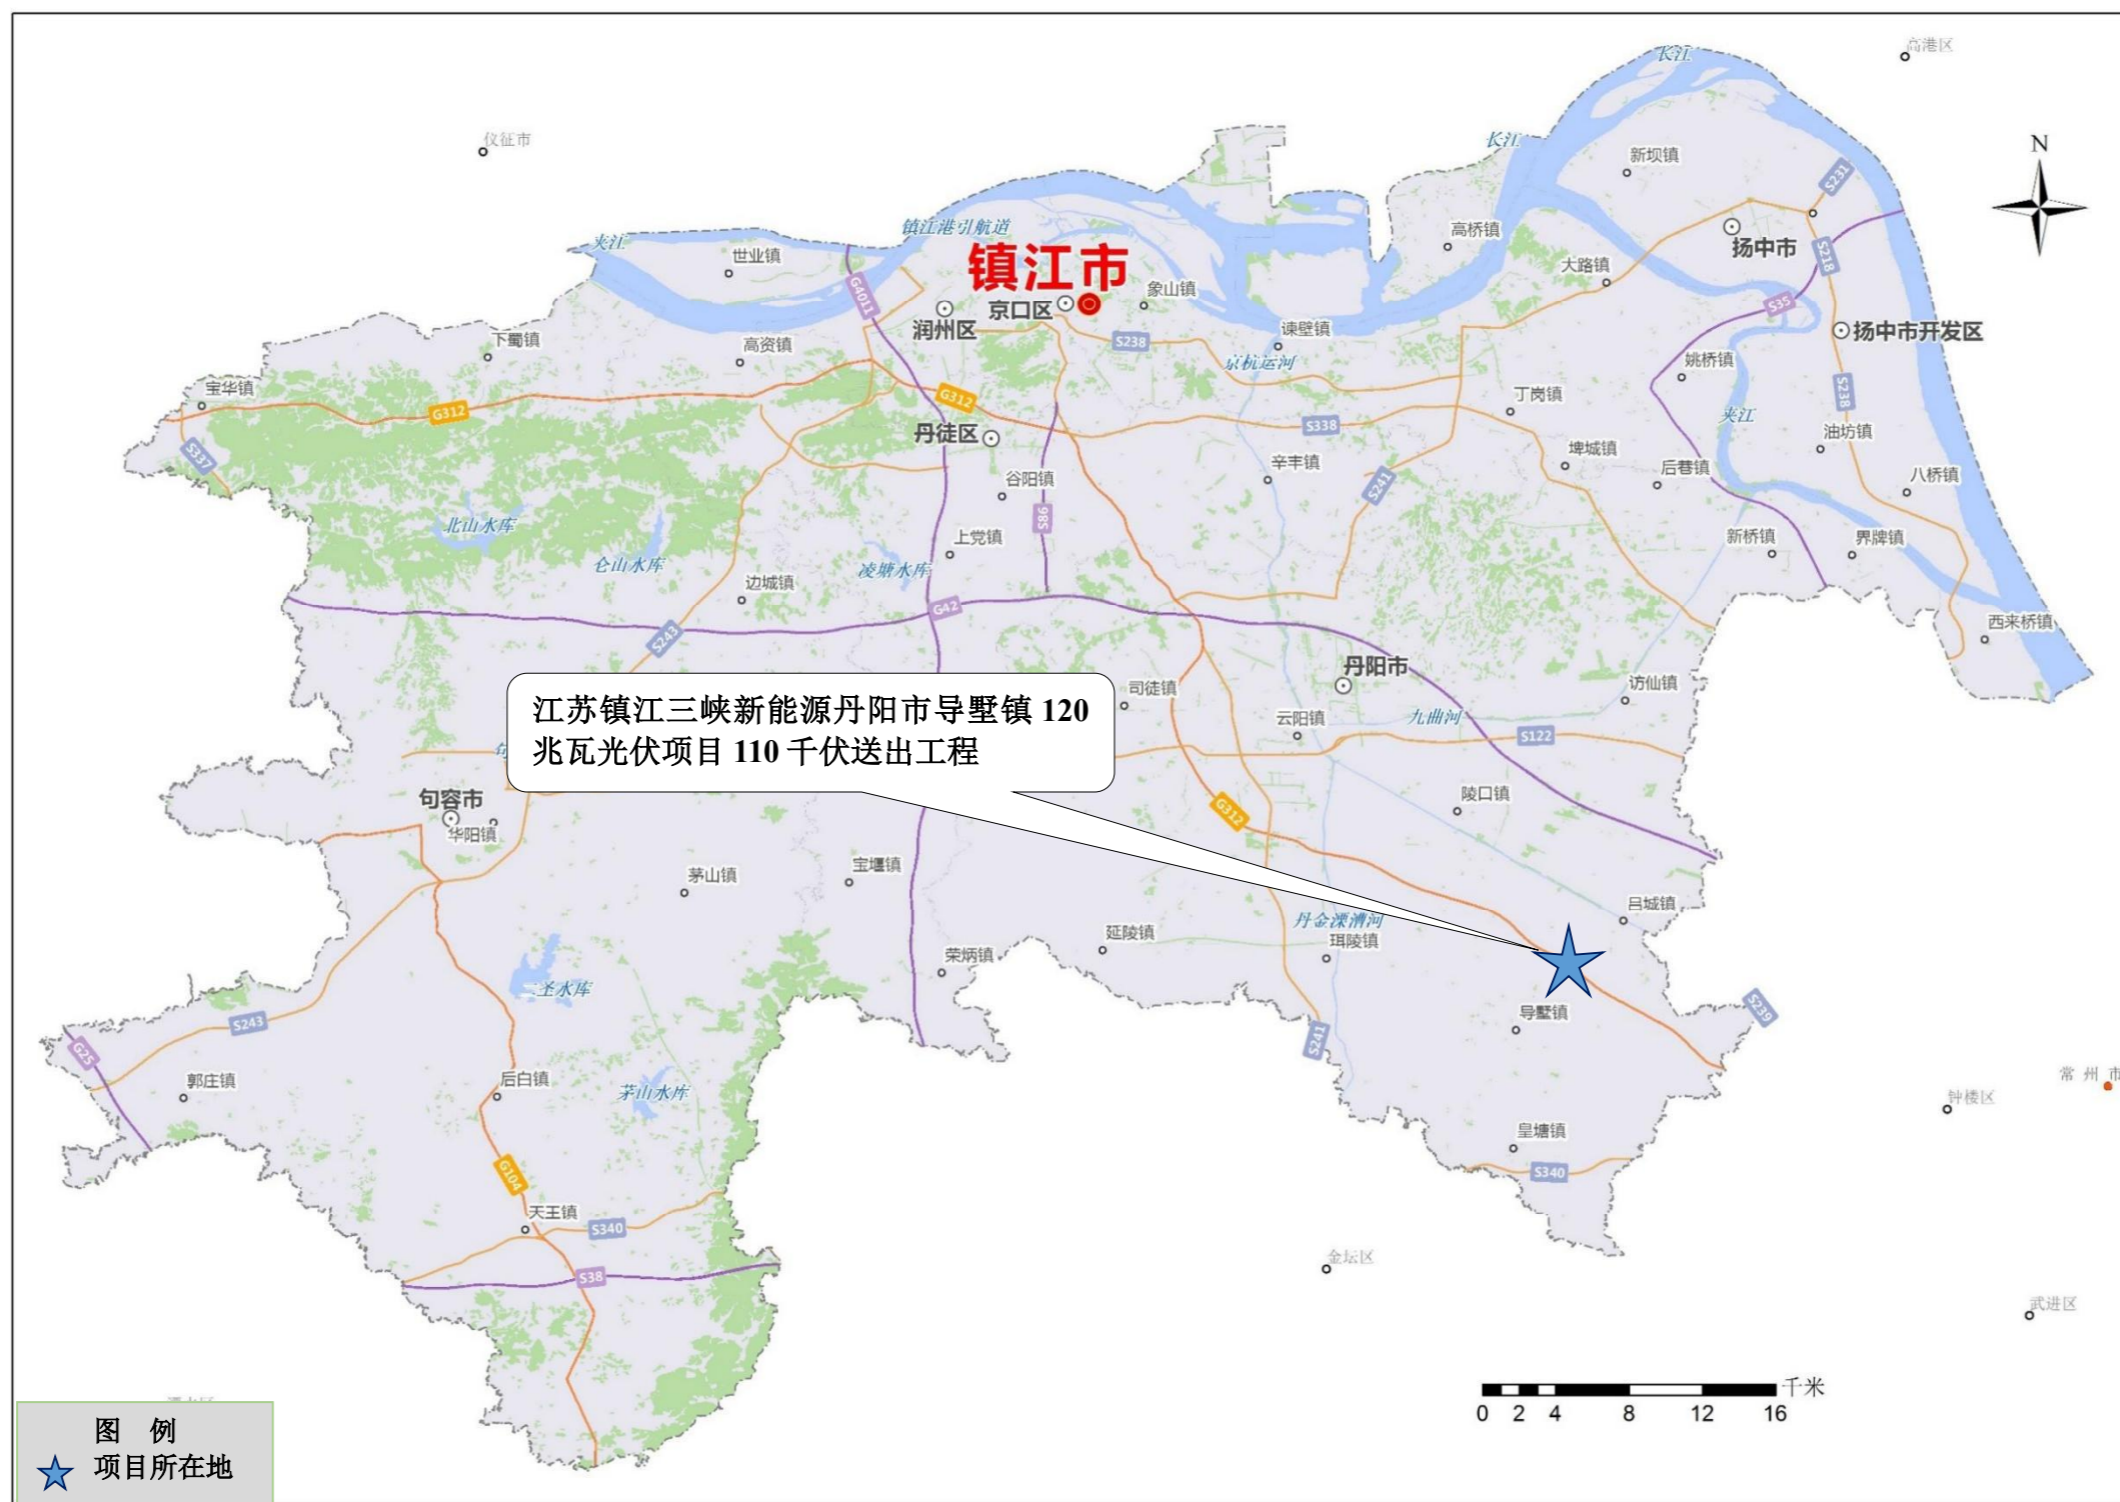 高港区
长江
仪征市
长江
新坝镇
N
S231
镇江港引航道
高桥镇
扬中市
夹江
世业镇
镇江市
大路镇
S218
G4011
象山镇
京口区
S35
润州区
谏壁镇
扬中市开发区
下蜀镇
高资镇
S238
京杭运河
姚桥镇
宝华镇
丁岗镇
S238
G312
G312
夹江
S338
丹徒区
油坊镇
S337
埤城镇
辛丰镇
后巷镇
八桥镇
谷阳镇
S241
S86
北山水库
上党镇
新桥镇
界牌镇
仑山水库
凌塘水库
边城镇
G42
西来桥镇
S243
丹阳市
司徒镇
访仙镇
江苏镇江三峡新能源丹阳市导墅镇 120
兆瓦光伏项目 110 千伏送出工程
云阳镇
九曲河
S122
句容市
华阳镇
陵口镇
G312
宝堰镇
茅山镇
吕城镇
丹金溧漕河
延陵镇
珥陵镇
荣炳镇
二圣水库
导墅镇
S239
S243
S241
G25
常州市
郭庄镇
后白镇
茅山水库
钟楼区
皇塘镇
G104
S340
天王镇
S340
金坛区
S38
武进区
千米
0 2 4 8 12 16
图 例
项目所在地